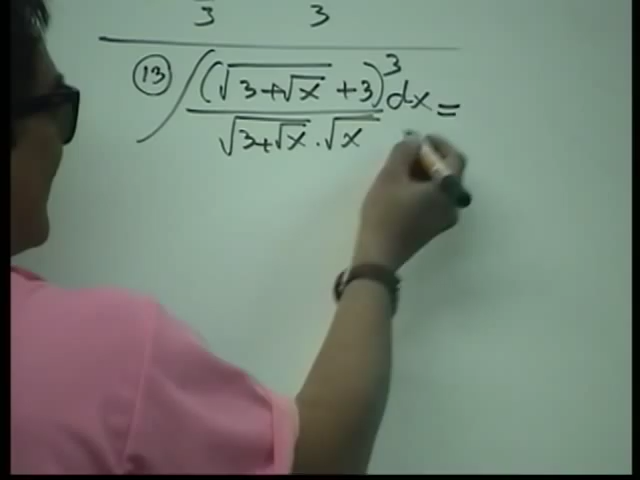 3 3
(13) ∫ (√(3+√x) + 3)³ dx =
√(3+√x) · √x